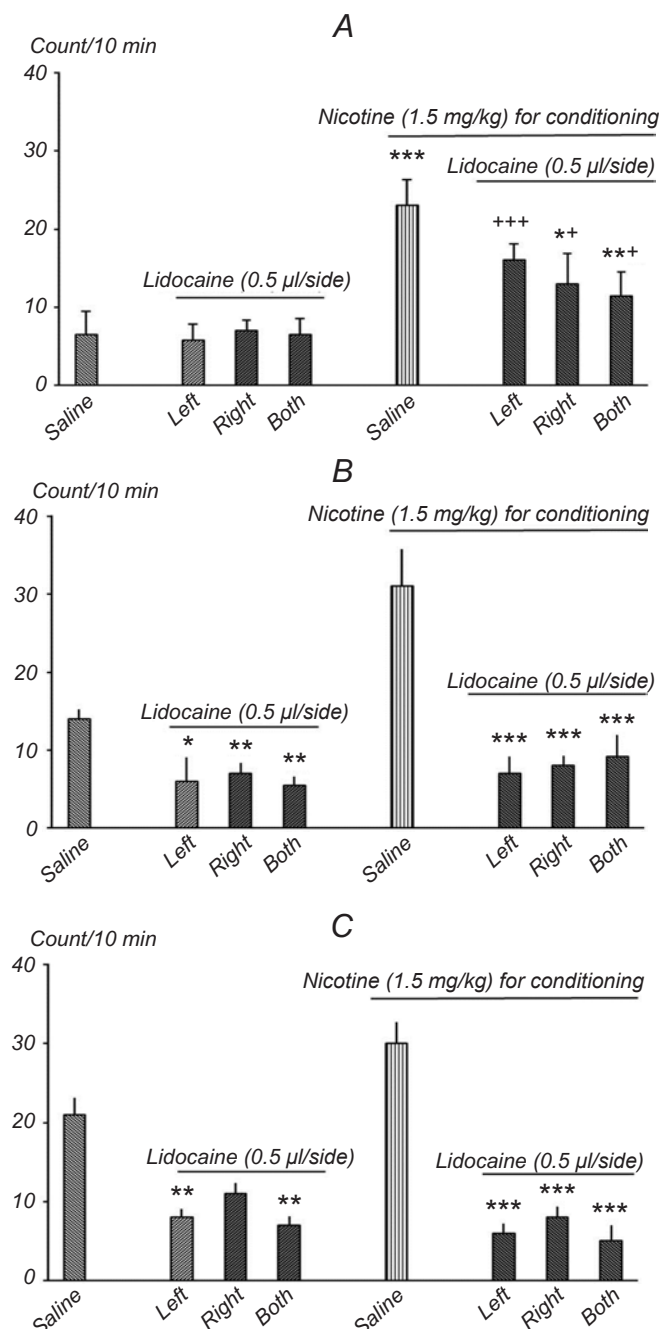 A
Count/10 min
40
Nicotine (1.5 mg/kg) for conditioning
***
30
Lidocaine (0.5 µl/side)
+++
*+
**+
20
Lidocaine (0.5 µl/side)
10
0
Saline
Left
Right
Both
Saline
Left
Right
Both
B
Count/10 min
40
Nicotine (1.5 mg/kg) for conditioning
30
20
Lidocaine (0.5 µl/side)
Lidocaine (0.5 µl/side)
*
**
**
***
***
***
10
0
Saline
Left
Right
Both
Saline
Left
Right
Both
C
Count/10 min
40
Nicotine (1.5 mg/kg) for conditioning
30
20
Lidocaine (0.5 µl/side)
Lidocaine (0.5 µl/side)
**
**
***
***
***
10
0
Saline
Left
Right
Both
Saline
Left
Right
Both